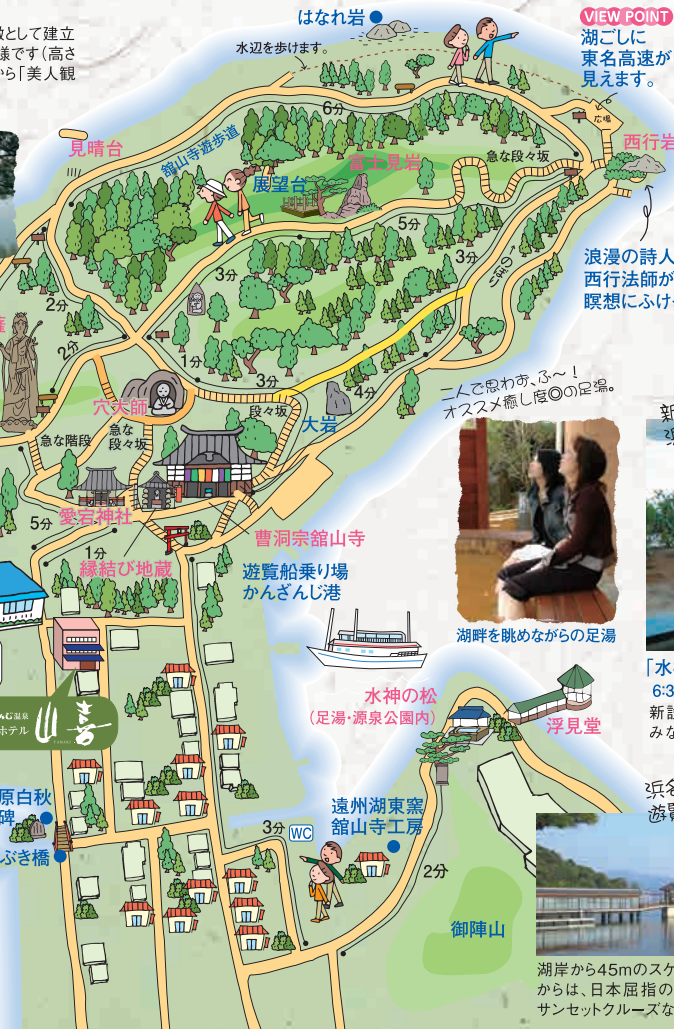 徴として建立
様です(高さ
から「美人観
はなれ岩
水辺を歩けます。
VIEW POINT
湖ごしに
東名高速が
見えます。
広場
西行岩
見晴台
舘山寺遊歩道
6分
展望台
富士見岩
急な段々坂
5分
3分
3分
のぼり
浪漫の詩人
西行法師が
瞑想にふけ
2分
2分
1分
3分
4分
段々坂
大岩
穴大師
急な階段
急な
段々坂
二人で思わず、ふ~!
オススメ癒し度◎の足湯。
愛宕神社
5分
1分
縁結び地蔵
曹洞宗舘山寺
遊覧船乗り場
かんざんじ港
湖畔を眺めながらの足湯
「水
6:3
新設
みな
水神の松
(足湯・源泉公園内)
浮見堂
温泉
ホテル
山喜
原白秋
碑
ぶき橋
3分
WC
遠州湖東窯
舘山寺工房
2分
御陣山
浜名
遊覧
湖岸から45mのスケ
からは、日本屈指の
サンセットクルーズな